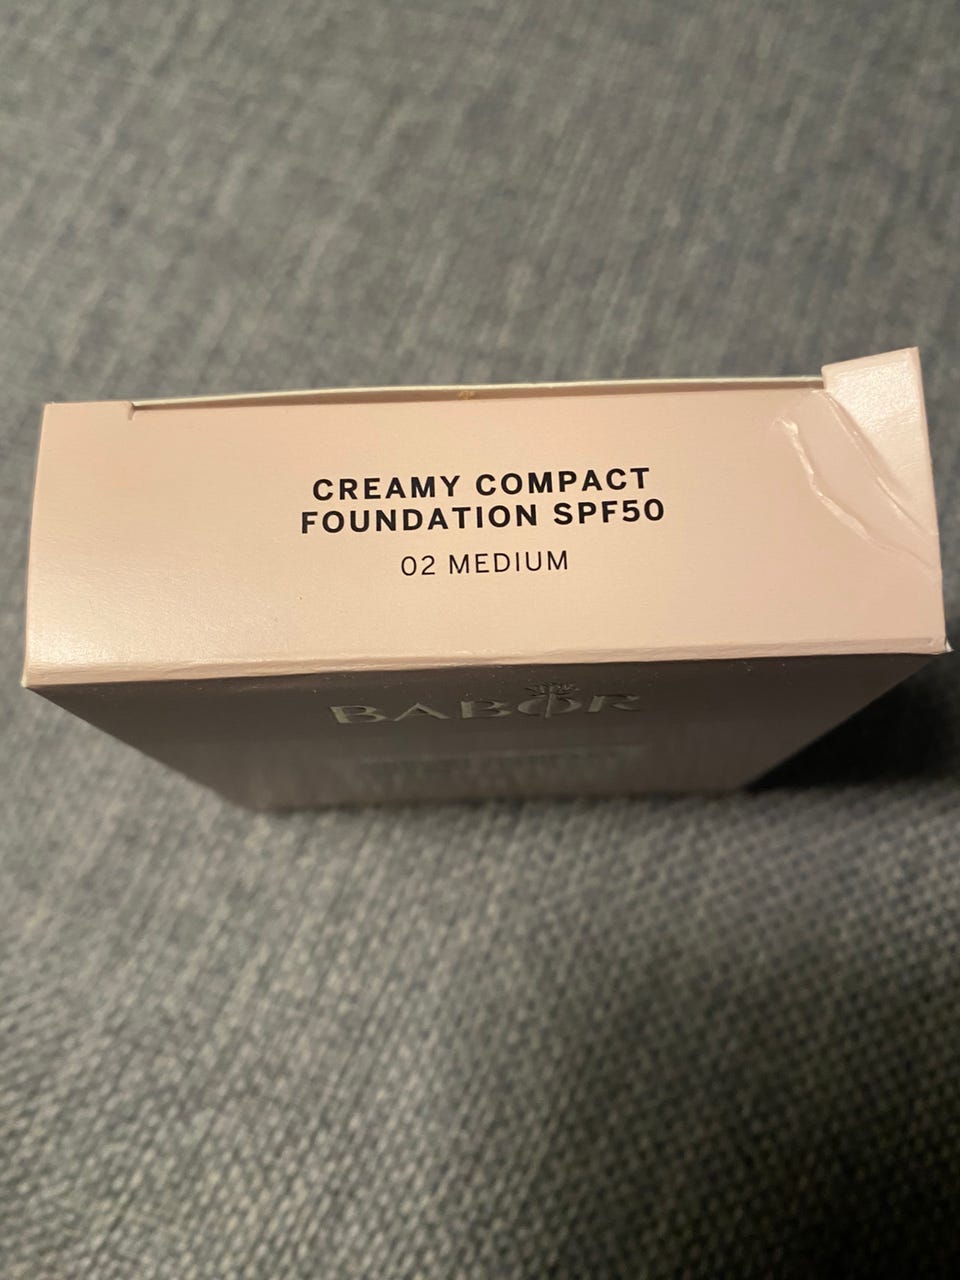 CREAMY COMPACT
FOUNDATION SPF50
02 MEDIUM
BABOR